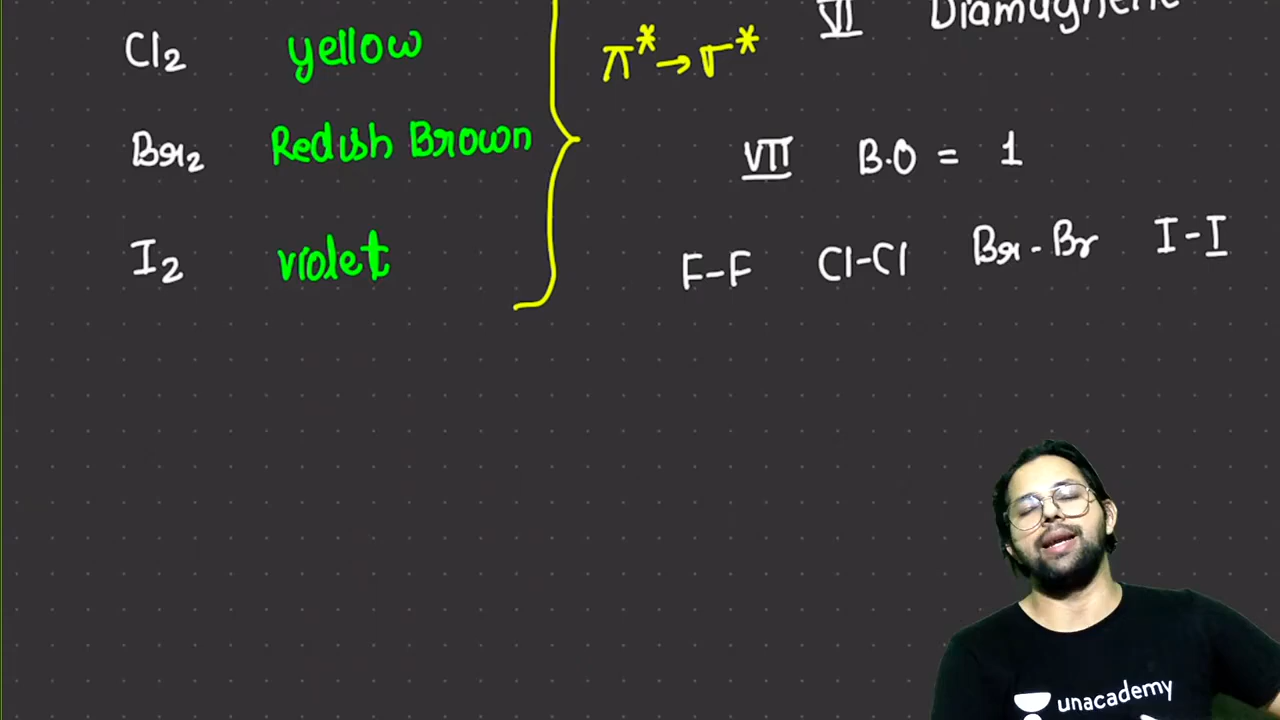 VI Diamagnetic
Cl2 yellow
π* → σ*
Br2 Redish Brown
VII B.O = 1
I2 violet
F-F Cl-Cl Br-Br I-I
unacademy